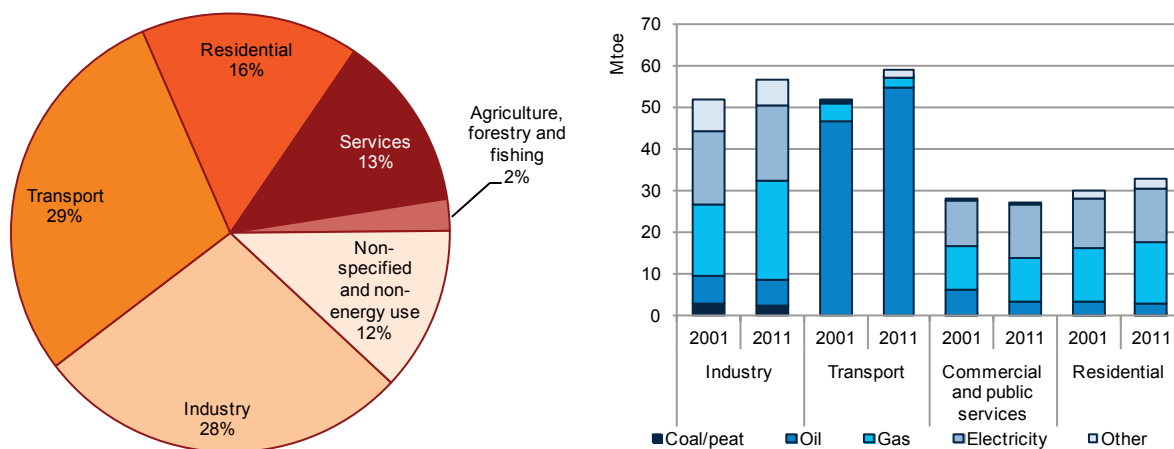 Residential
16%
Services
13%
Agriculture,
forestry and
fishing
2%
Transport
29%
Non-
specified
and non-
energy use
12%
Industry
28%
Mtoe
70
60
50
40
30
20
10
0
2001 2011 2001 2011 2001 2011 2001 2011
Industry Transport Commercial
and public
services Residential
Coal/peat Oil Gas Electricity Other